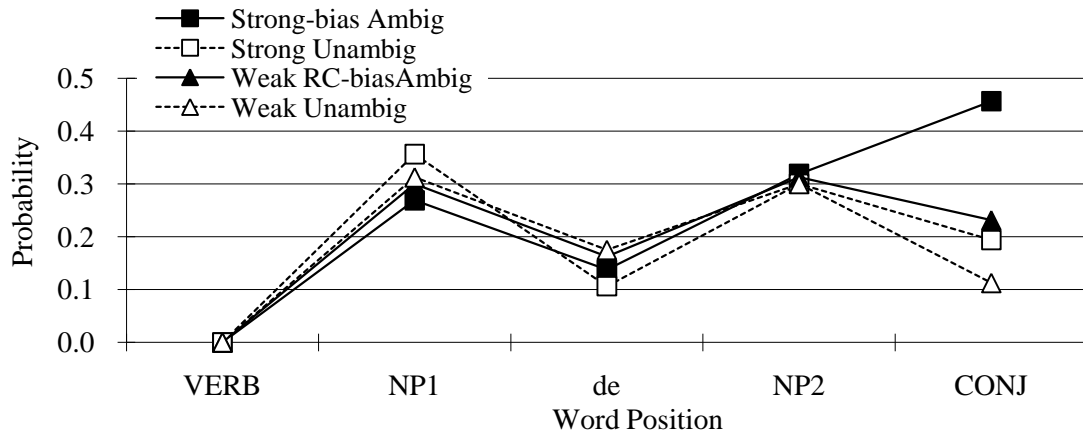 Strong-bias Ambig
Strong Unambig
Weak RC-biasAmbig
Weak Unambig
0.5
0.4
0.3
0.2
0.1
0.0
Probability
VERB NP1 de NP2 CONJ
Word Position